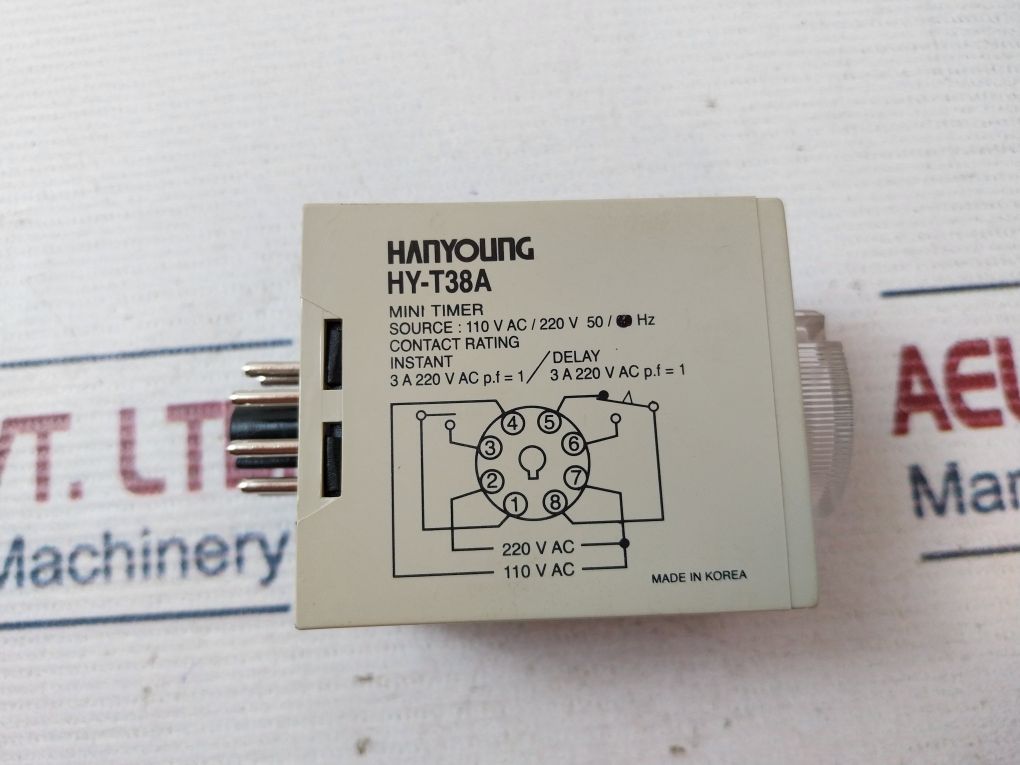 HANYOUNG
HY-T38A
MINI TIMER
SOURCE : 110 V AC / 220 V 50 / Hz
CONTACT RATING
INSTANT / DELAY
3 A 220 V AC p.f = 1 / 3 A 220 V AC p.f = 1
4 5
3 6
2 7
1 8
220 V AC
110 V AC
MADE IN KOREA
VT. LTD
Machinery
AEL
Mar